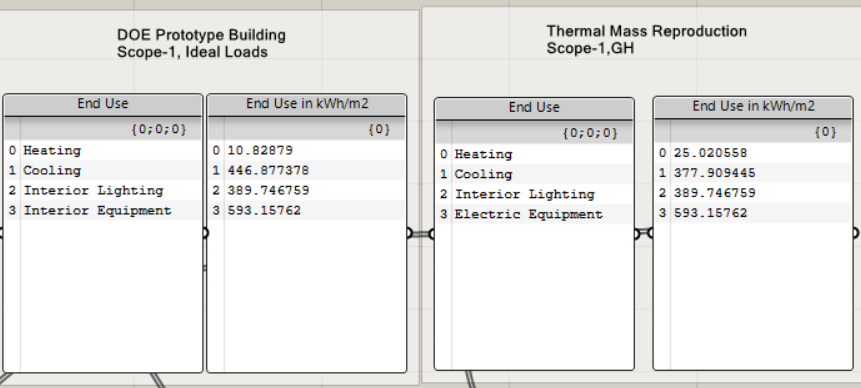 DOE Prototype Building
Scope-1, Ideal Loads
End Use
{0;0;0}
0 Heating
1 Cooling
2 Interior Lighting
3 Interior Equipment
End Use in kWh/m2
{0}
0 10.82879
1 446.877378
2 389.746759
3 593.15762
Thermal Mass Reproduction
Scope-1,GH
End Use
{0;0;0}
0 Heating
1 Cooling
2 Interior Lighting
3 Electric Equipment
End Use in kWh/m2
{0}
0 25.020558
1 377.909445
2 389.746759
3 593.15762